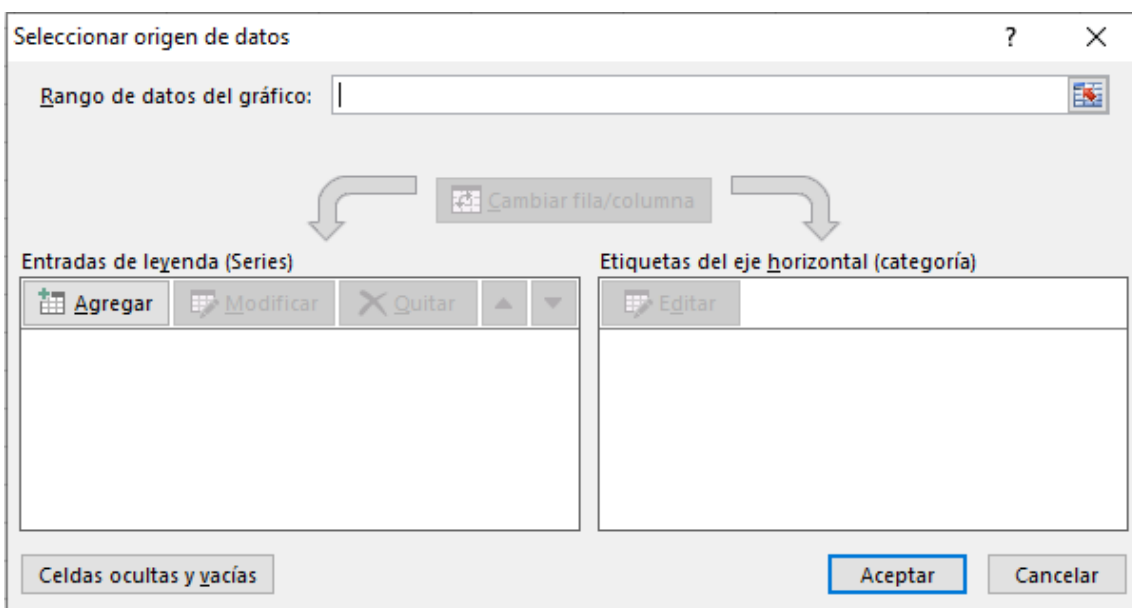 Seleccionar origen de datos ?
Rango de datos del gráfico:
Cambiar fila/columna
Entradas de leyenda (Series)
Agregar Modificar Quitar
Etiquetas del eje horizontal (categoría)
Editar
Celdas ocultas y vacías
Aceptar Cancelar